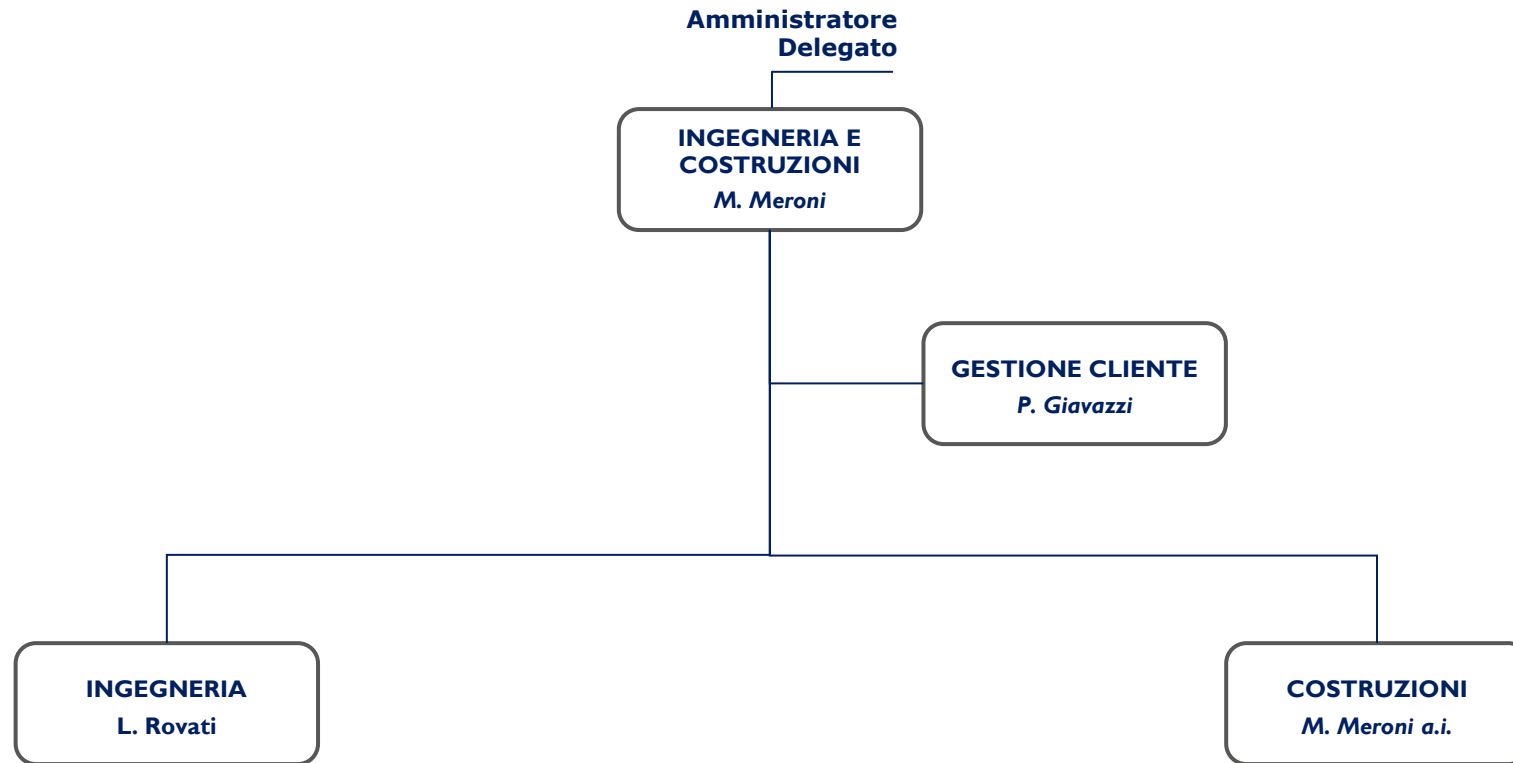 Amministratore
Delegato
INGEGNERIA E
COSTRUZIONI
M. Meroni
GESTIONE CLIENTE
P. Giavazzi
INGEGNERIA
L. Rovati
COSTRUZIONI
M. Meroni a.i.